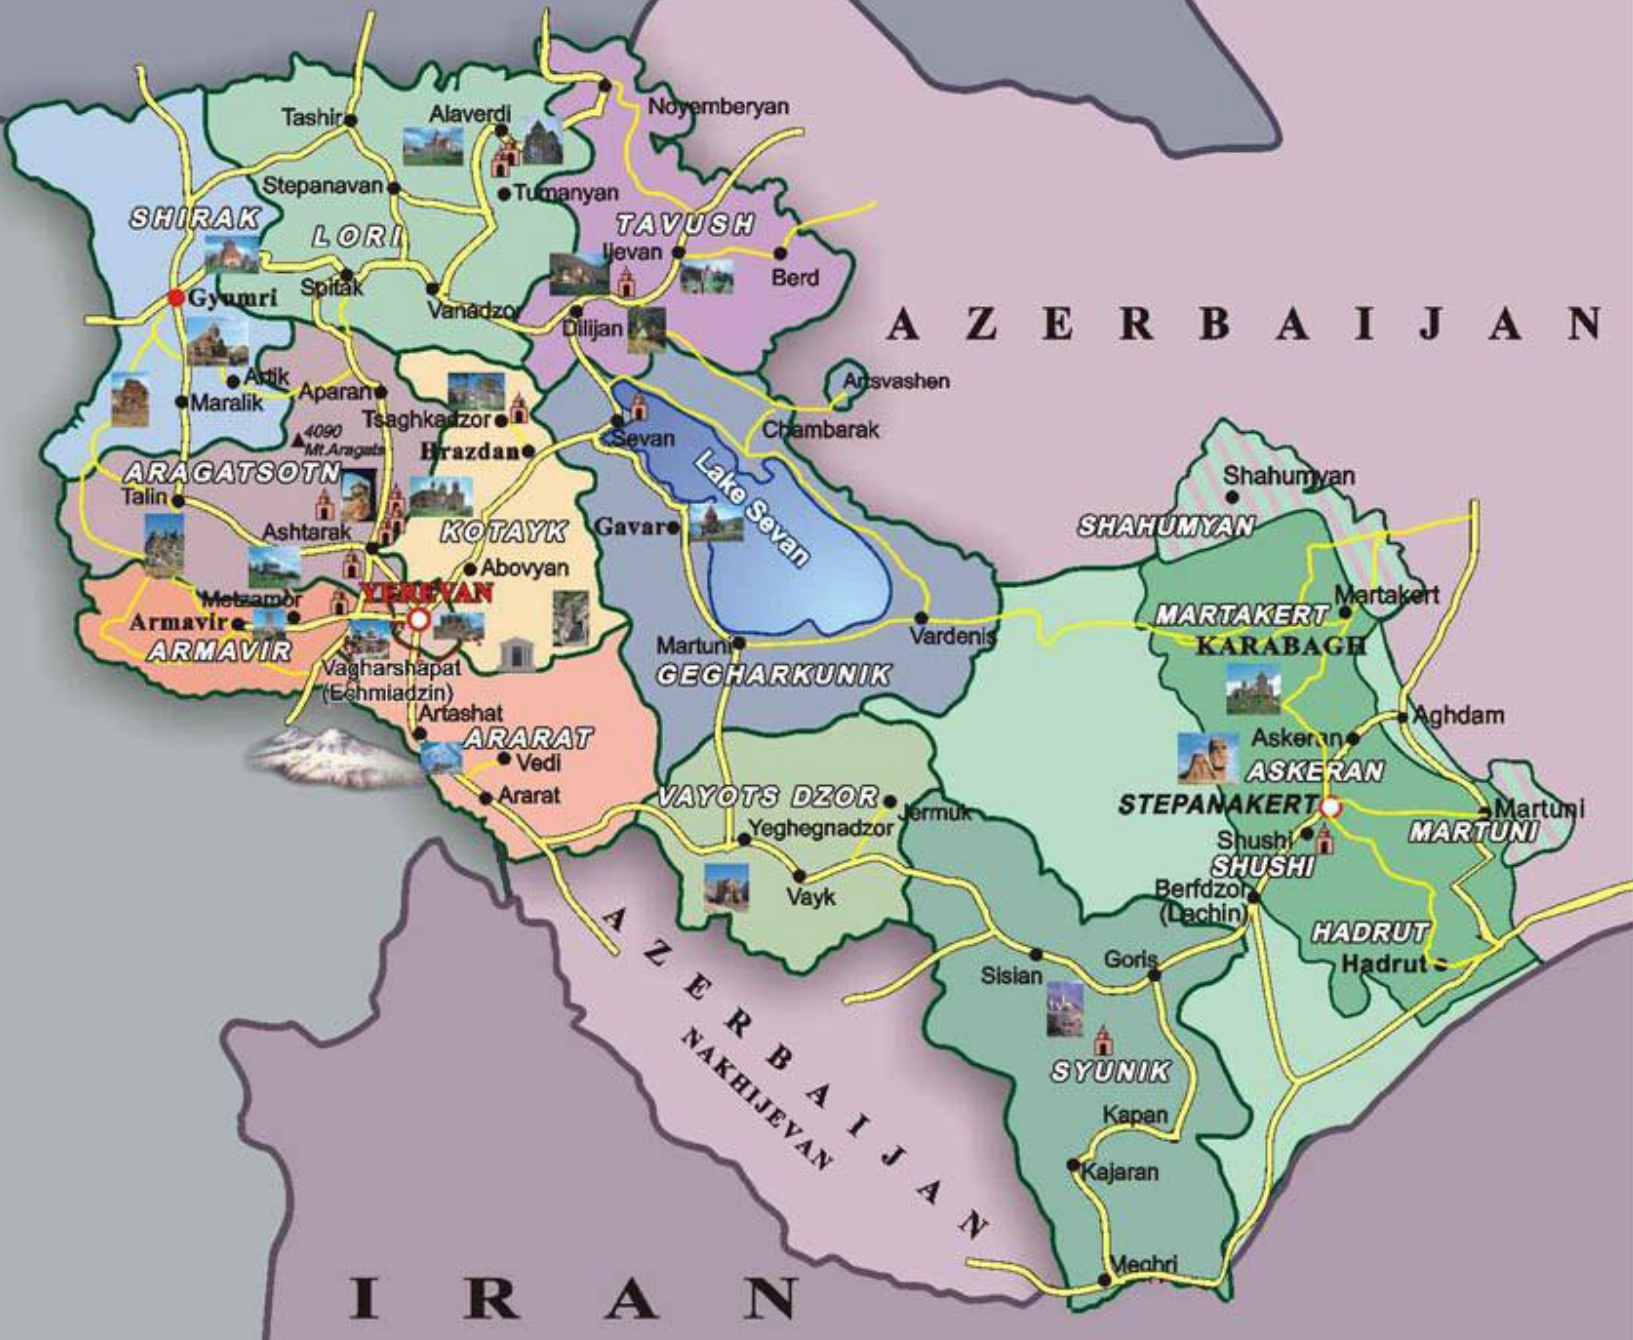 Noyemberyan
Tashir
Alaverdi
Stepanavan
Tumanyan
SHIRAK
LORI
TAVUSH
Ijevan
Berd
Spitak
Gyumri
Vanadzor
Dilijan
AZERBAIJAN
Artik
Maralik
Aparan
Artsvashen
Tsaghkadzor
Chambarak
4090
Mt.Aragats
Hrazdan
Sevan
ARAGATSOTN
Lake Sevan
Shahumyan
Talin
Ashtarak
KOTAYK
Gavar
SHAHUMYAN
Abovyan
YEREVAN
Metzamor
Armavir
ARMAVIR
Martakert
MARTAKERT
KARABAGH
Vardenis
Martuni
GEGHARKUNIK
Vagharshapat
(Echmiadzin)
Artashat
ARARAT
Vedi
Ararat
Aghdam
Askeran
ASKERAN
VAYOTS DZOR
Jermuk
STEPANAKERT
Martuni
MARTUNI
Yeghegnadzor
Shushi
SHUSHI
Vayk
Berfdzor
(Lachin)
HADRUT
Hadrut
Sisian
Goris
AZERBAIJAN
NAKHIJEVAN
SYUNIK
Kapan
Kajaran
Meghri
IRAN